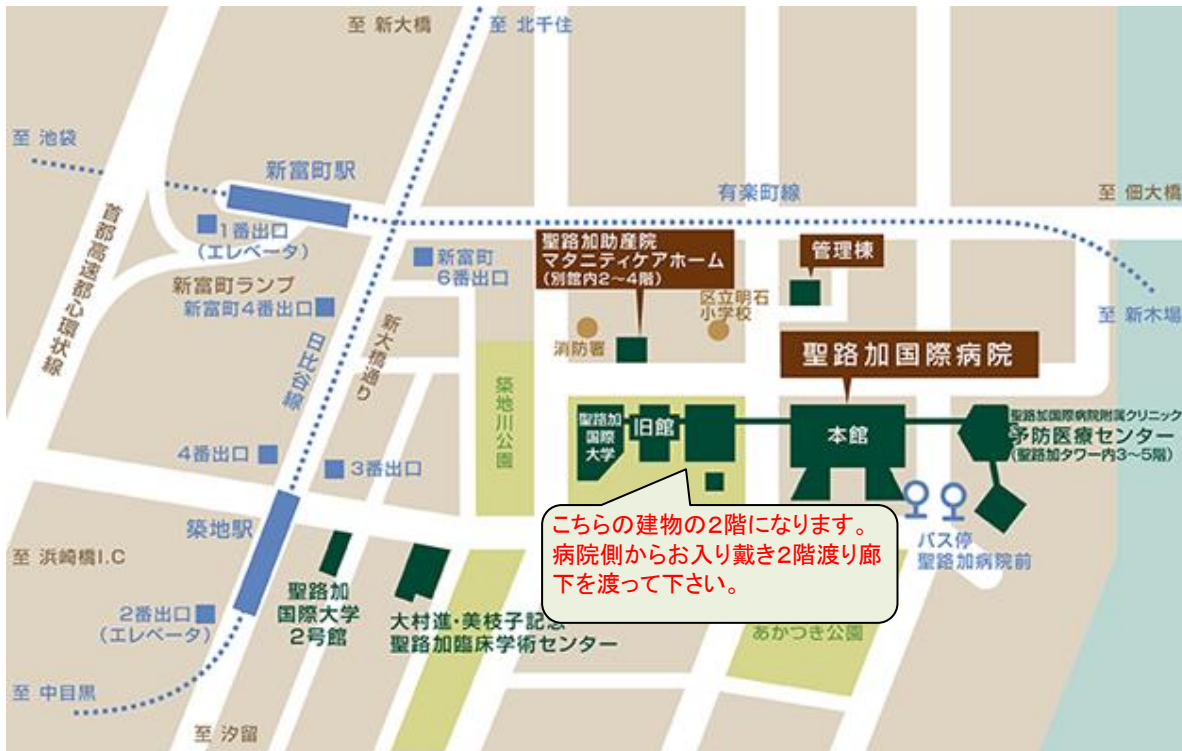 至 新大橋
至 北千住
至 池袋
新富町駅
有楽町線
至 佃大橋
1番出口
(エレベータ)
新富町
6番出口
聖路加助産院
マタニティケアホーム
(別館内2〜4階)
管理棟
首都高速都心環状線
新富町ランプ
新富町4番出口
日比谷線
新大橋通り
消防署
区立明石
小学校
至 新木場
聖路加国際病院
築地川公園
聖路加
国際
大学
旧館
本館
聖路加国際病院附属クリニック
予防医療センター
(聖路加タワー内3〜5階)
4番出口
3番出口
築地駅
こちらの建物の2階になります。
病院側からお入り戴き2階渡り廊
下を渡って下さい。
バス停
聖路加病院前
至 浜崎橋I.C
聖路加
国際大学
2号館
2番出口
(エレベータ)
大村進・美枝子記念
聖路加臨床学術センター
あかつき公園
至 中目黒
至 汐留